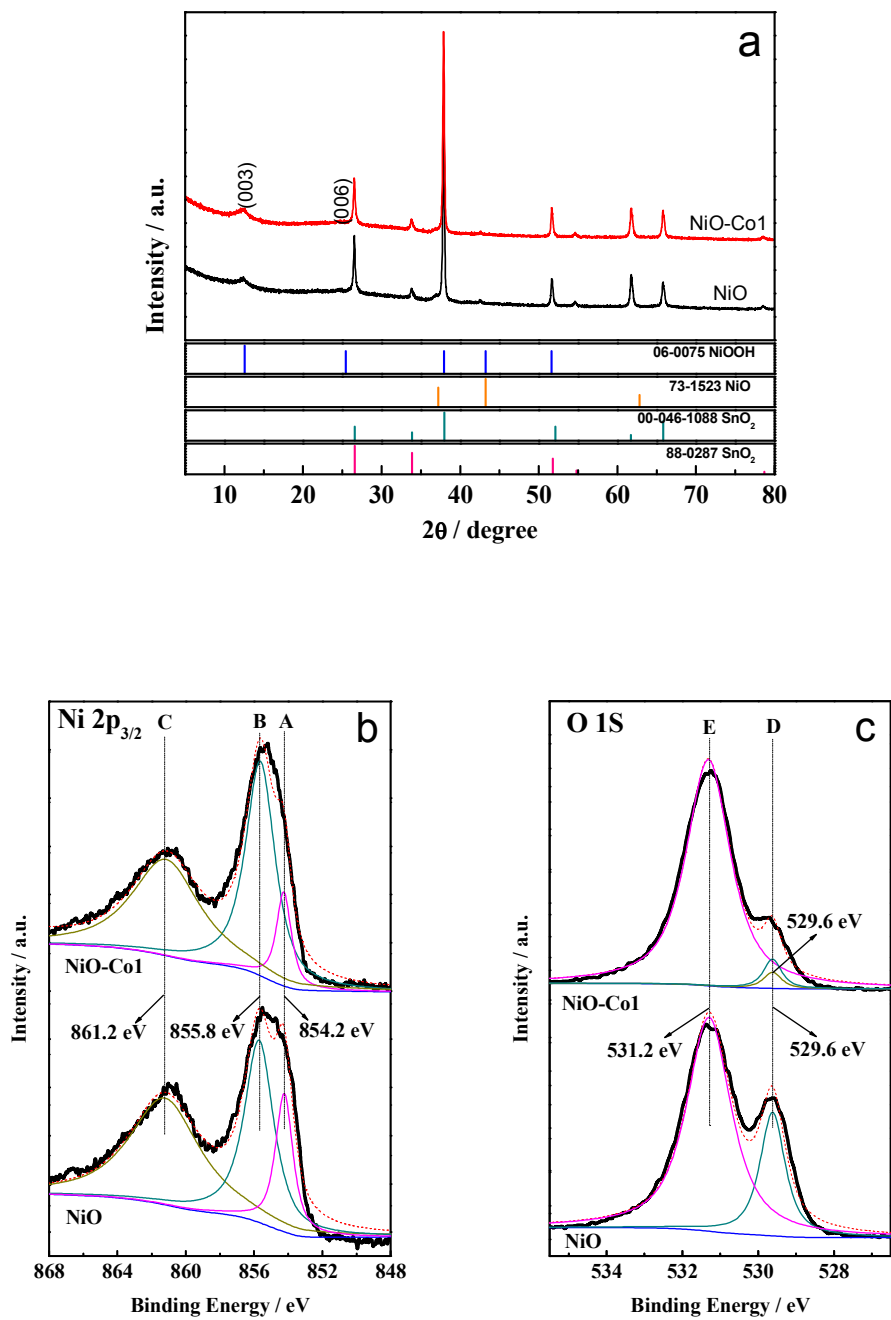 a
Intensity / a.u.
(003)
(006)
NiO-Co1
NiO
06-0075 NiOOH
73-1523 NiO
00-046-1088 SnO₂
88-0287 SnO₂
10 20 30 40 50 60 70 80
2θ / degree
Ni 2p₃/₂ C B A b
Intensity / a.u.
NiO-Co1
861.2 eV 855.8 eV 854.2 eV
NiO
868 864 860 856 852 848
Binding Energy / eV
O 1S E D c
Intensity / a.u.
529.6 eV
NiO-Co1
531.2 eV 529.6 eV
NiO
534 532 530 528
Binding Energy / eV